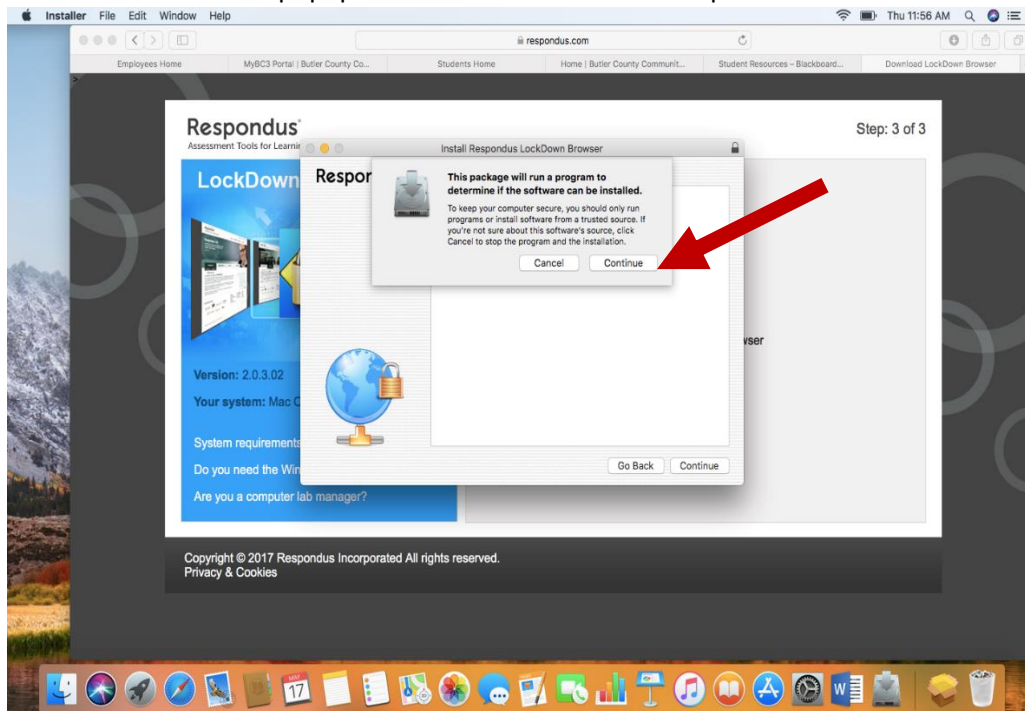 Installer File Edit Window Help
Thu 11:56 AM
respondus.com
Employees Home
MyBC3 Portal | Butler County Co...
Students Home
Home | Butler County Communit...
Student Resources – Blackboard...
Download LockDown Browser
>
Respondus
Assessment Tools for Learnin
Step: 3 of 3
LockDown
Install Respondus LockDown Browser
Respon
This package will run a program to
determine if the software can be installed.
To keep your computer secure, you should only run
programs or install software from a trusted source. If
you're not sure about this software's source, click
Cancel to stop the program and the installation.
Cancel
Continue
wser
Version: 2.0.3.02
Your system: Mac O
System requirements
Do you need the Win
Are you a computer lab manager?
Go Back
Continue
Copyright © 2017 Respondus Incorporated All rights reserved.
Privacy & Cookies
MAY
17
W